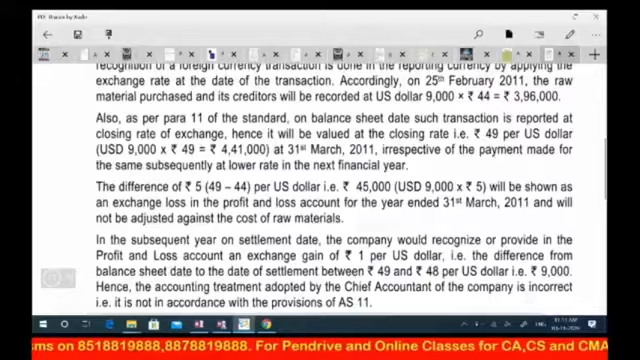 PDF Reader by Xodo
recognition of a foreign currency transaction is done in the reporting currency by applying the
exchange rate at the date of the transaction. Accordingly, on 25th February 2011, the raw
material purchased and its creditors will be recorded at US dollar 9,000 × ₹ 44 = ₹ 3,96,000.
Also, as per para 11 of the standard, on balance sheet date such transaction is reported at
closing rate of exchange, hence it will be valued at the closing rate i.e. ₹ 49 per US dollar
(USD 9,000 x ₹ 49 = ₹ 4,41,000) at 31st March, 2011, irrespective of the payment made for
the same subsequently at lower rate in the next financial year.
The difference of ₹ 5 (49 – 44) per US dollar i.e. ₹ 45,000 (USD 9,000 x ₹ 5) will be shown as
an exchange loss in the profit and loss account for the year ended 31st March, 2011 and will
not be adjusted against the cost of raw materials.
In the subsequent year on settlement date, the company would recognize or provide in the
Profit and Loss account an exchange gain of ₹ 1 per US dollar, i.e. the difference from
balance sheet date to the date of settlement between ₹ 49 and ₹ 48 per US dollar i.e. ₹ 9,000.
Hence, the accounting treatment adopted by the Chief Accountant of the company is incorrect
i.e. it is not in accordance with the provisions of AS 11.
ENG
sms on 8518819888,8878819888. For Pendrive and Online Classes for CA,CS and CMA